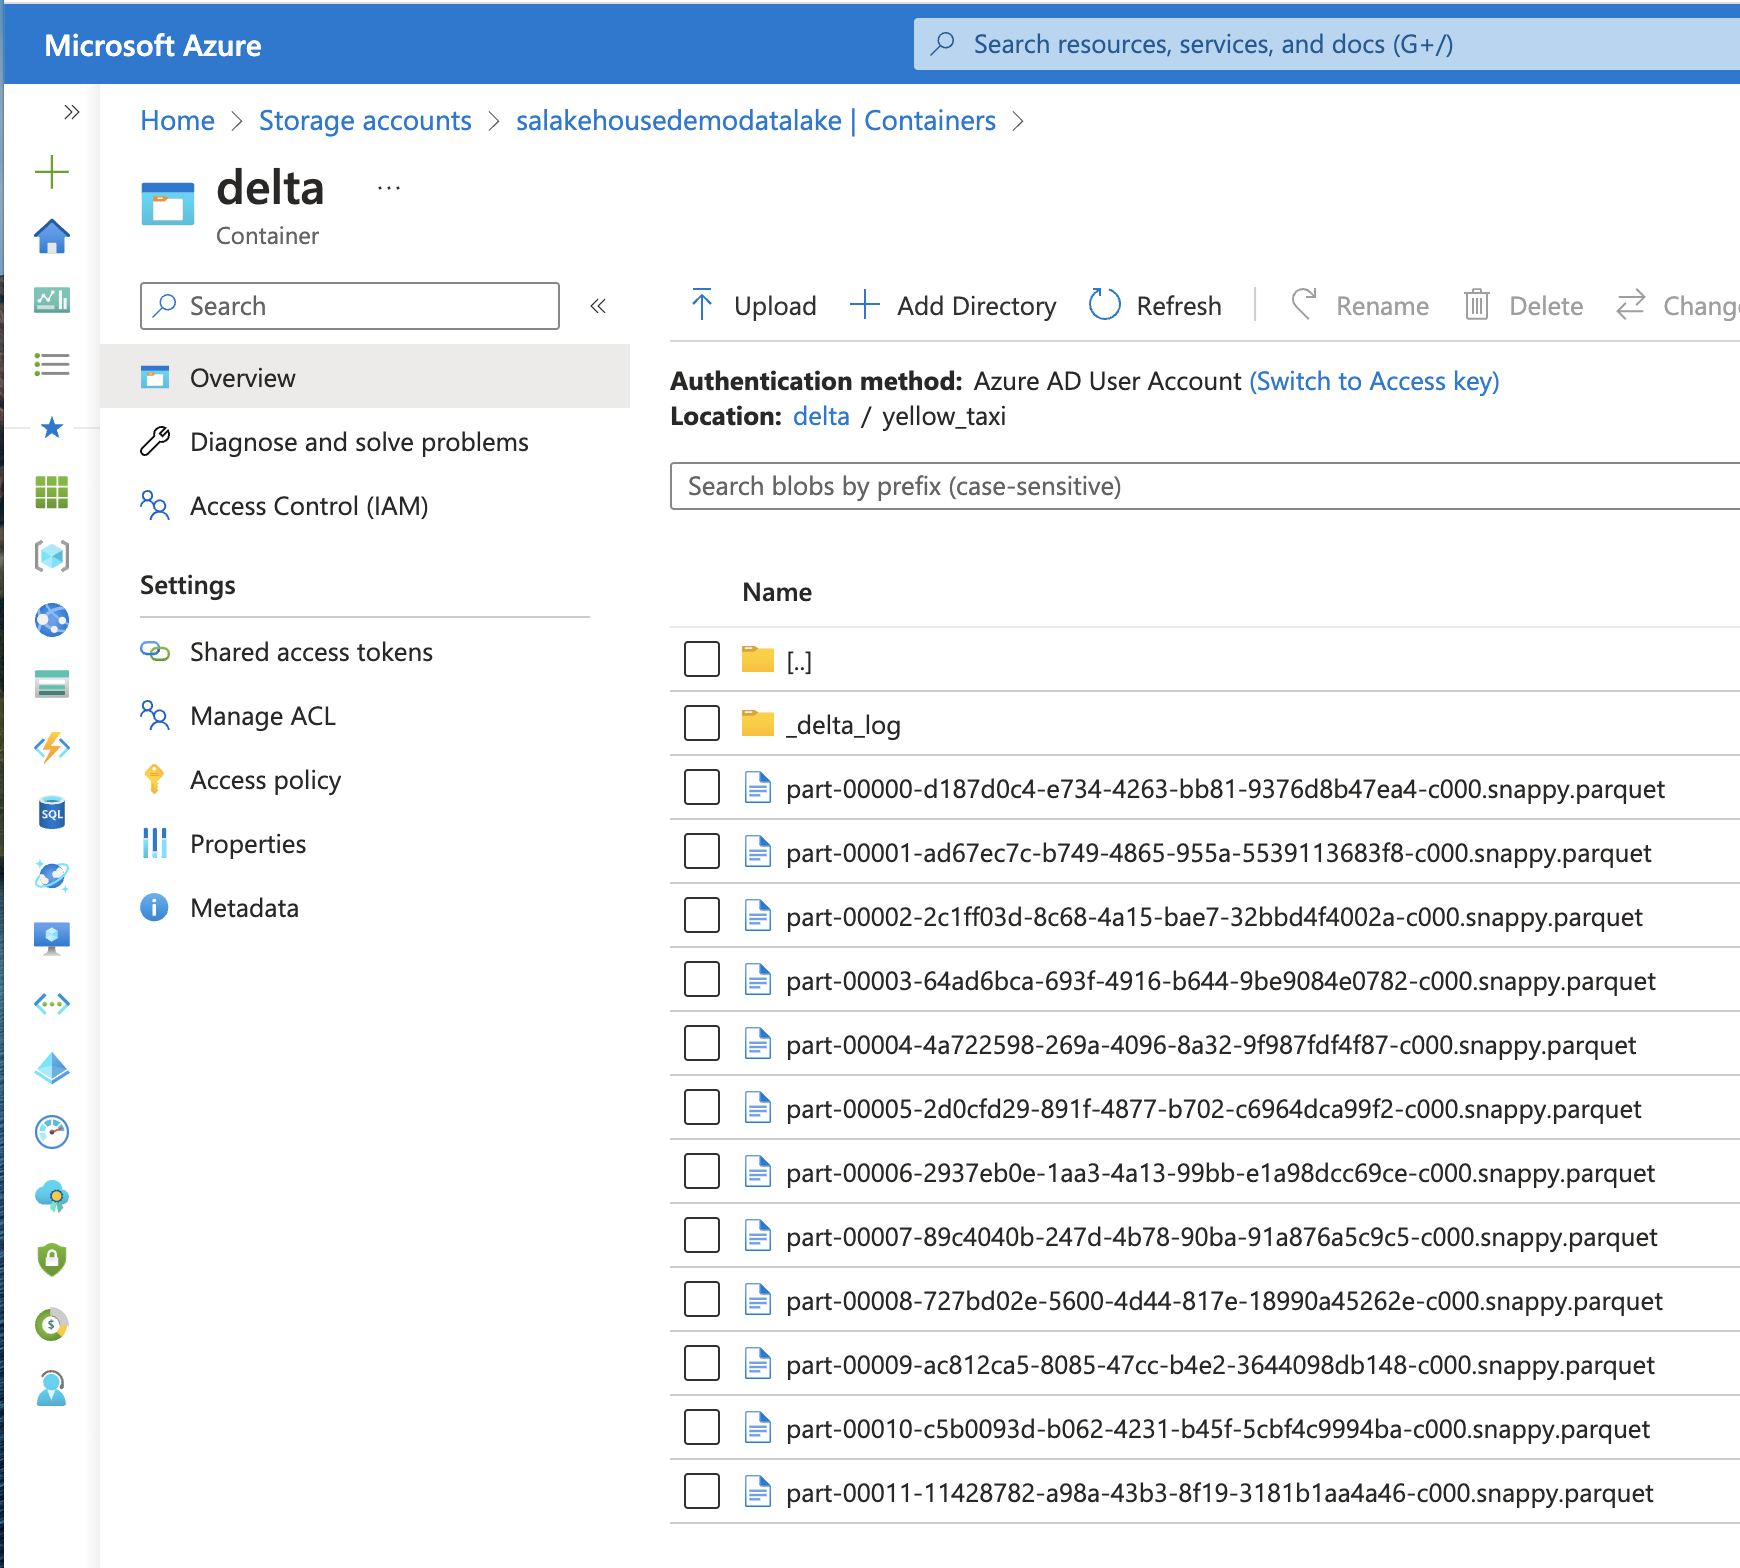 Microsoft Azure
Search resources, services, and docs (G+/)
Home > Storage accounts > salakehousedemodatalake | Containers >
delta ...
Container
Search
Overview
Diagnose and solve problems
Access Control (IAM)
Settings
Shared access tokens
Manage ACL
Access policy
Properties
Metadata
Upload Add Directory Refresh Rename Delete Chang
Authentication method: Azure AD User Account (Switch to Access key)
Location: delta / yellow_taxi
Search blobs by prefix (case-sensitive)
Name
[..]
_delta_log
part-00000-d187d0c4-e734-4263-bb81-9376d8b47ea4-c000.snappy.parquet
part-00001-ad67ec7c-b749-4865-955a-5539113683f8-c000.snappy.parquet
part-00002-2c1ff03d-8c68-4a15-bae7-32bbd4f4002a-c000.snappy.parquet
part-00003-64ad6bca-693f-4916-b644-9be9084e0782-c000.snappy.parquet
part-00004-4a722598-269a-4096-8a32-9f987fdf4f87-c000.snappy.parquet
part-00005-2d0cfd29-891f-4877-b702-c6964dca99f2-c000.snappy.parquet
part-00006-2937eb0e-1aa3-4a13-99bb-e1a98dcc69ce-c000.snappy.parquet
part-00007-89c4040b-247d-4b78-90ba-91a876a5c9c5-c000.snappy.parquet
part-00008-727bd02e-5600-4d44-817e-18990a45262e-c000.snappy.parquet
part-00009-ac812ca5-8085-47cc-b4e2-3644098db148-c000.snappy.parquet
part-00010-c5b0093d-b062-4231-b45f-5cbf4c9994ba-c000.snappy.parquet
part-00011-11428782-a98a-43b3-8f19-3181b1aa4a46-c000.snappy.parquet
SQL